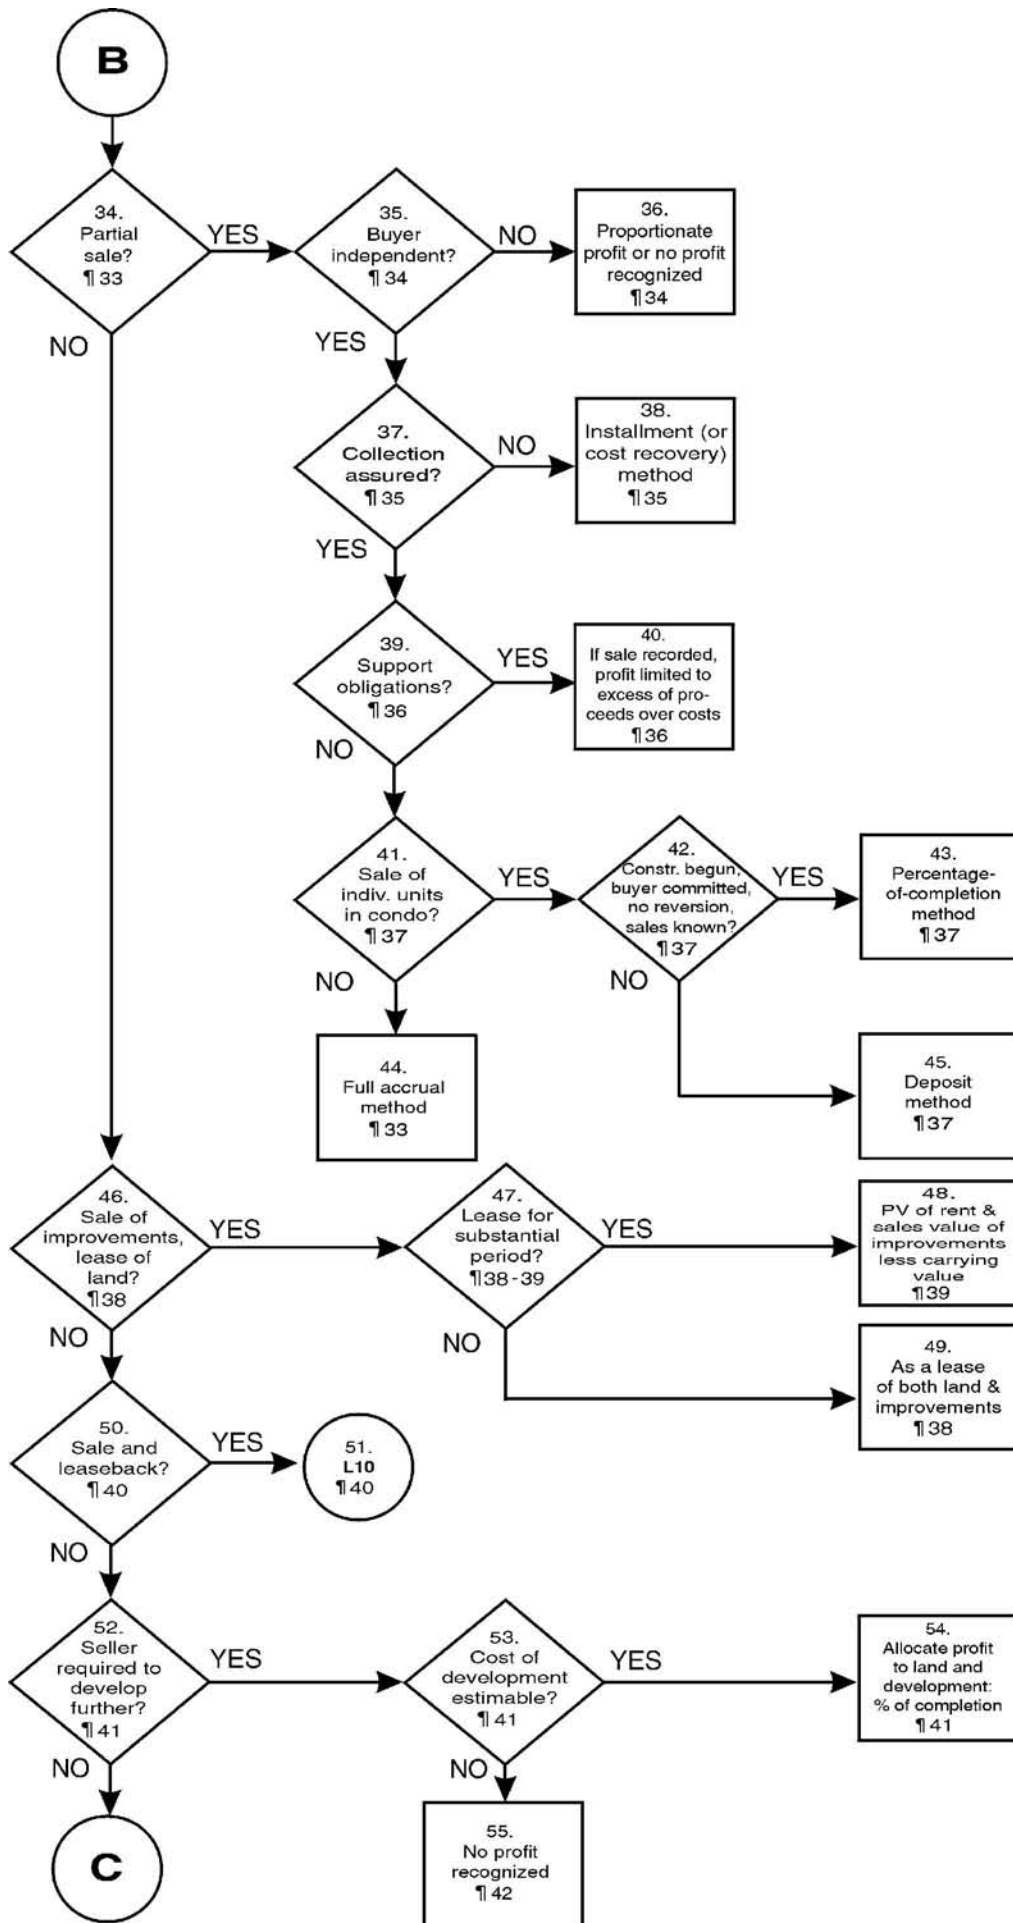 B
34.
Partial
sale?
¶ 33
YES
35.
Buyer
independent?
¶ 34
NO
36.
Proportionate
profit or no profit
recognized
¶ 34
NO
YES
37.
Collection
assured?
¶ 35
NO
38.
Installment (or
cost recovery)
method
¶ 35
YES
39.
Support
obligations?
¶ 36
YES
40.
If sale recorded,
profit limited to
excess of pro-
ceeds over costs
¶ 36
NO
41.
Sale of
indiv. units
in condo?
¶ 37
YES
42.
Constr. begun,
buyer committed,
no reversion,
sales known?
¶ 37
YES
43.
Percentage-
of-completion
method
¶ 37
NO
NO
44.
Full accrual
method
¶ 33
45.
Deposit
method
¶ 37
46.
Sale of
improvements,
lease of
land?
¶ 38
YES
47.
Lease for
substantial
period?
¶ 38-39
YES
48.
PV of rent &
sales value of
improvements
less carrying
value
¶ 39
NO
NO
49.
As a lease
of both land &
improvements
¶ 38
50.
Sale and
leaseback?
¶ 40
YES
51.
L10
¶ 40
NO
52.
Seller
required to
develop
further?
¶ 41
YES
53.
Cost of
development
estimable?
¶ 41
YES
54.
Allocate profit
to land and
development:
% of completion
¶ 41
NO
NO
C
55.
No profit
recognized
¶ 42